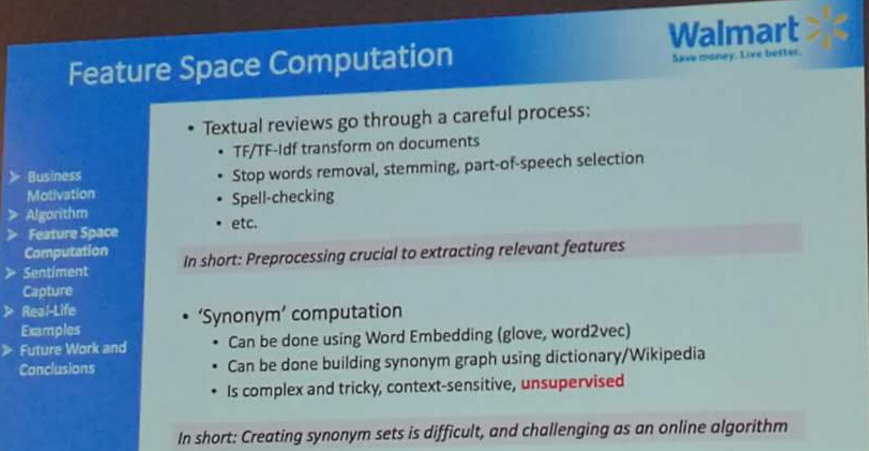 Feature Space Computation
Walmart
Save money. Live better.
➤ Business
Motivation
➤ Algorithm
➤ Feature Space
Computation
➤ Sentiment
Capture
➤ Real-Life
Examples
➤ Future Work and
Conclusions
• Textual reviews go through a careful process:
• TF/TF-Idf transform on documents
• Stop words removal, stemming, part-of-speech selection
• Spell-checking
• etc.
In short: Preprocessing crucial to extracting relevant features
• 'Synonym' computation
• Can be done using Word Embedding (glove, word2vec)
• Can be done building synonym graph using dictionary/Wikipedia
• Is complex and tricky, context-sensitive, unsupervised
In short: Creating synonym sets is difficult, and challenging as an online algorithm